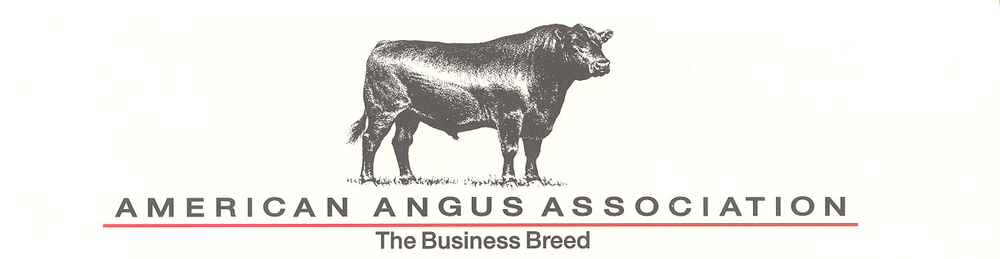 AMERICAN ANGUS ASSOCIATION
The Business Breed